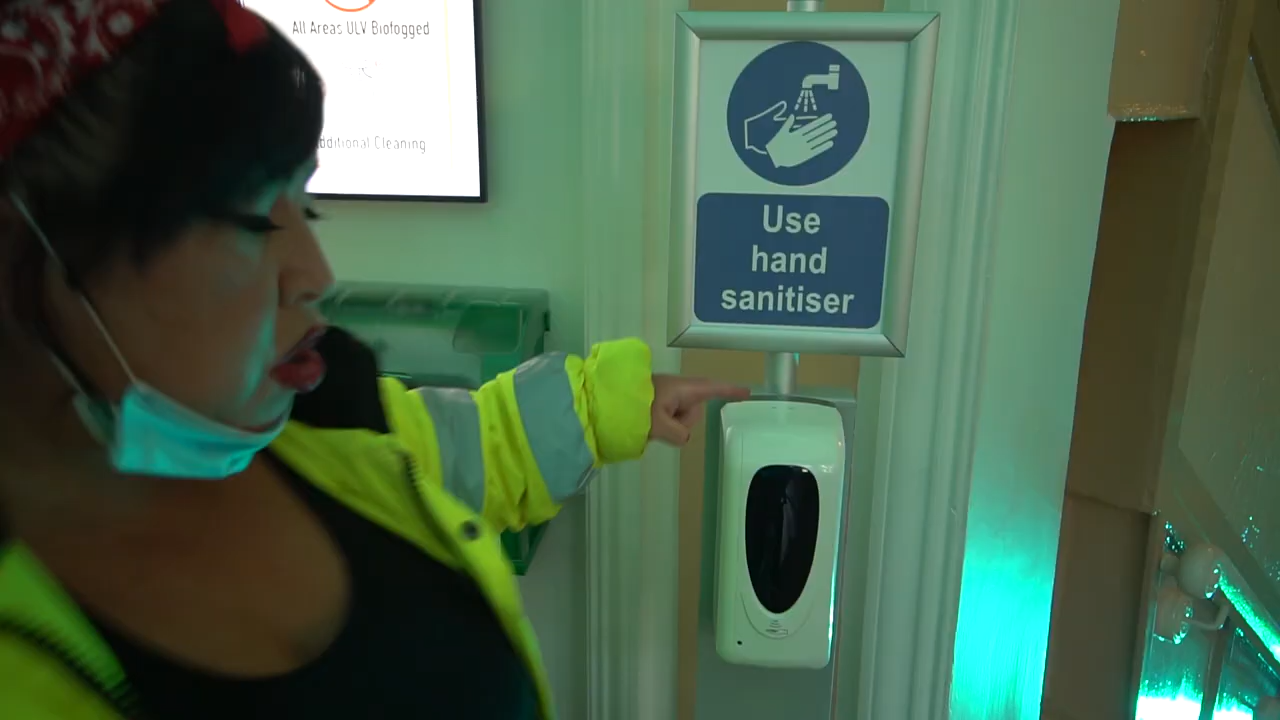 All Areas ULV Biofogged
dditional Cleaning
Use
hand
sanitiser